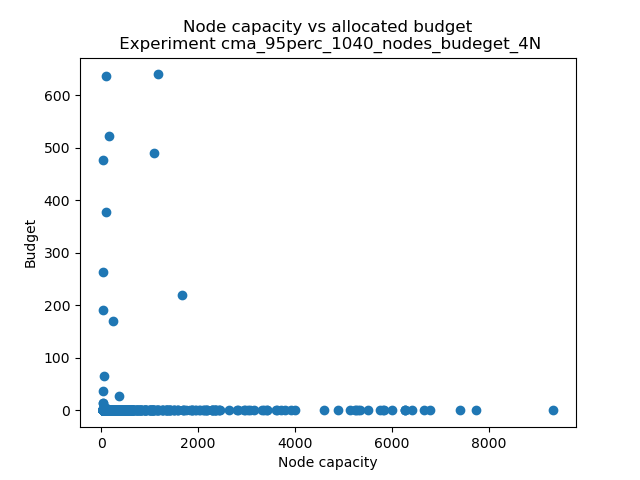 Node capacity vs allocated budget
Experiment cma_95perc_1040_nodes_budeget_4N
600
500
400
300
200
100
0
Budget
0 2000 4000 6000 8000
Node capacity